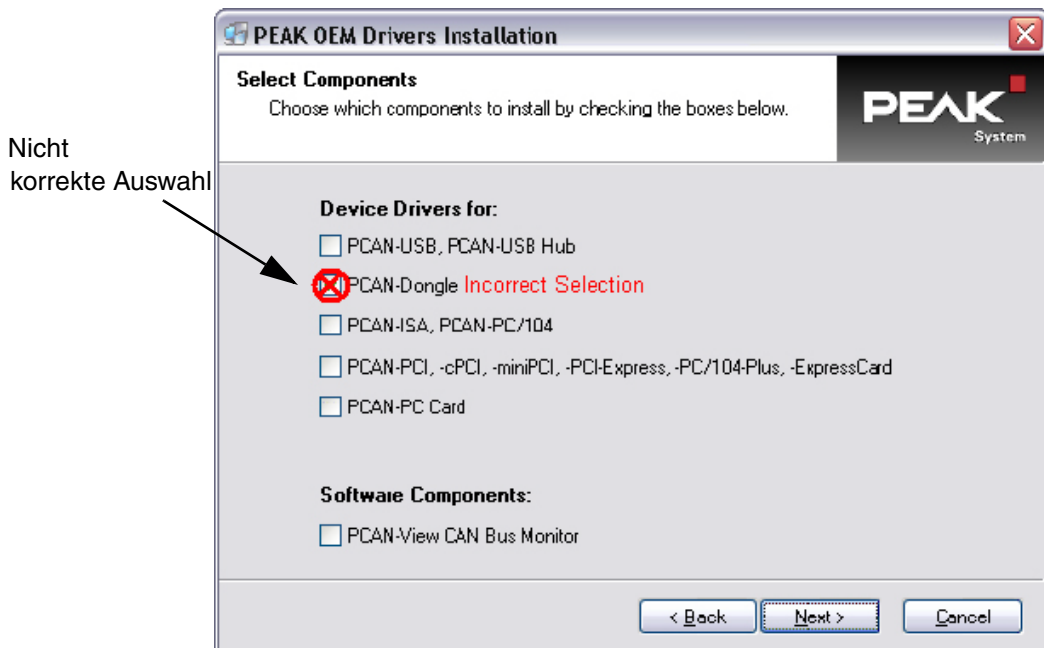 PEAK OEM Drivers Installation
Select Components
Choose which components to install by checking the boxes below.
PEAK
System
Nicht
korrekte Auswahl
Device Drivers for:
PCAN-USB, PCAN-USB Hub
PCAN-Dongle Incorrect Selection
PCAN-ISA, PCAN-PC/104
PCAN-PCI, -cPCI, -miniPCI, -PCI-Express, -PC/104-Plus, -ExpressCard
PCAN-PC Card
Software Components:
PCAN-View CAN Bus Monitor
< Back Next > Cancel